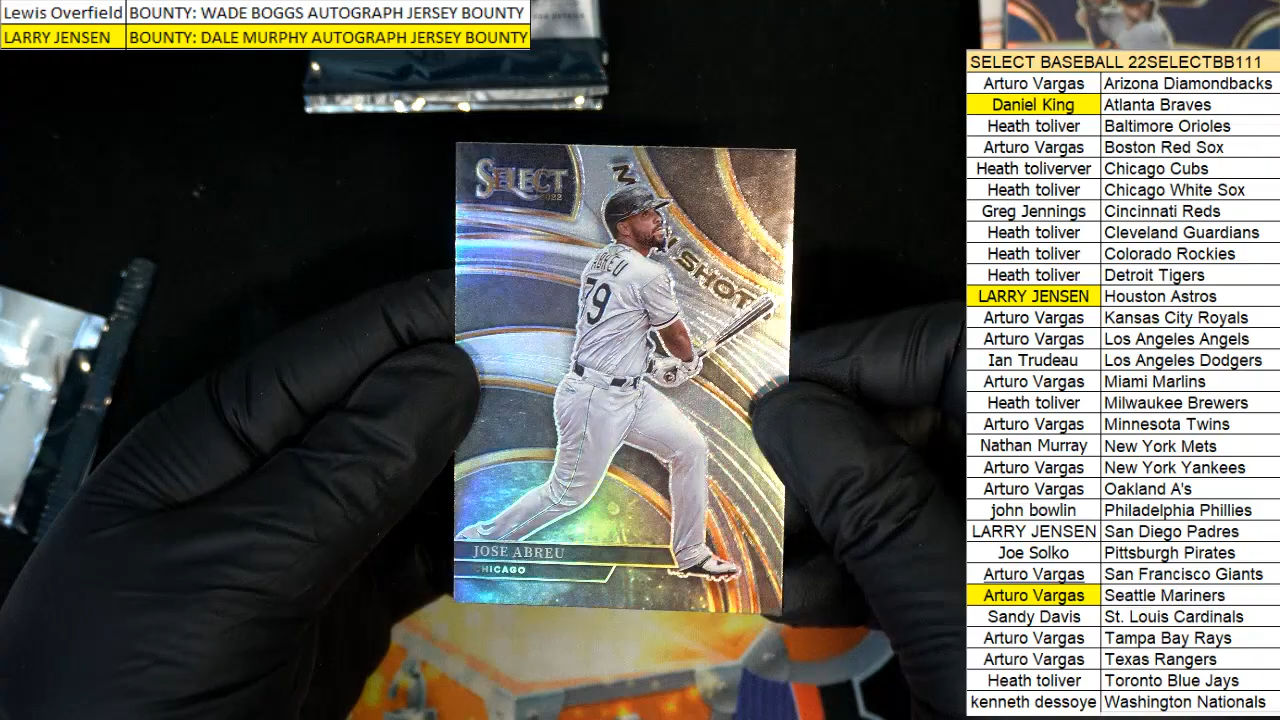 Lewis Overfield BOUNTY: WADE BOGGS AUTOGRAPH JERSEY BOUNTY
LARRY JENSEN BOUNTY: DALE MURPHY AUTOGRAPH JERSEY BOUNTY
SELECT
2022
SHOT
ABREU
79
JOSE ABREU
CHICAGO
SELECT BASEBALL 22SELECTBB111
Arturo Vargas Arizona Diamondbacks
Daniel King Atlanta Braves
Heath toliver Baltimore Orioles
Arturo Vargas Boston Red Sox
Heath toliverver Chicago Cubs
Heath toliver Chicago White Sox
Greg Jennings Cincinnati Reds
Heath toliver Cleveland Guardians
Heath toliver Colorado Rockies
Heath toliver Detroit Tigers
LARRY JENSEN Houston Astros
Arturo Vargas Kansas City Royals
Arturo Vargas Los Angeles Angels
Ian Trudeau Los Angeles Dodgers
Arturo Vargas Miami Marlins
Heath toliver Milwaukee Brewers
Arturo Vargas Minnesota Twins
Nathan Murray New York Mets
Arturo Vargas New York Yankees
Arturo Vargas Oakland A's
john bowlin Philadelphia Phillies
LARRY JENSEN San Diego Padres
Joe Solko Pittsburgh Pirates
Arturo Vargas San Francisco Giants
Arturo Vargas Seattle Mariners
Sandy Davis St. Louis Cardinals
Arturo Vargas Tampa Bay Rays
Arturo Vargas Texas Rangers
Heath toliver Toronto Blue Jays
kenneth dessoye Washington Nationals